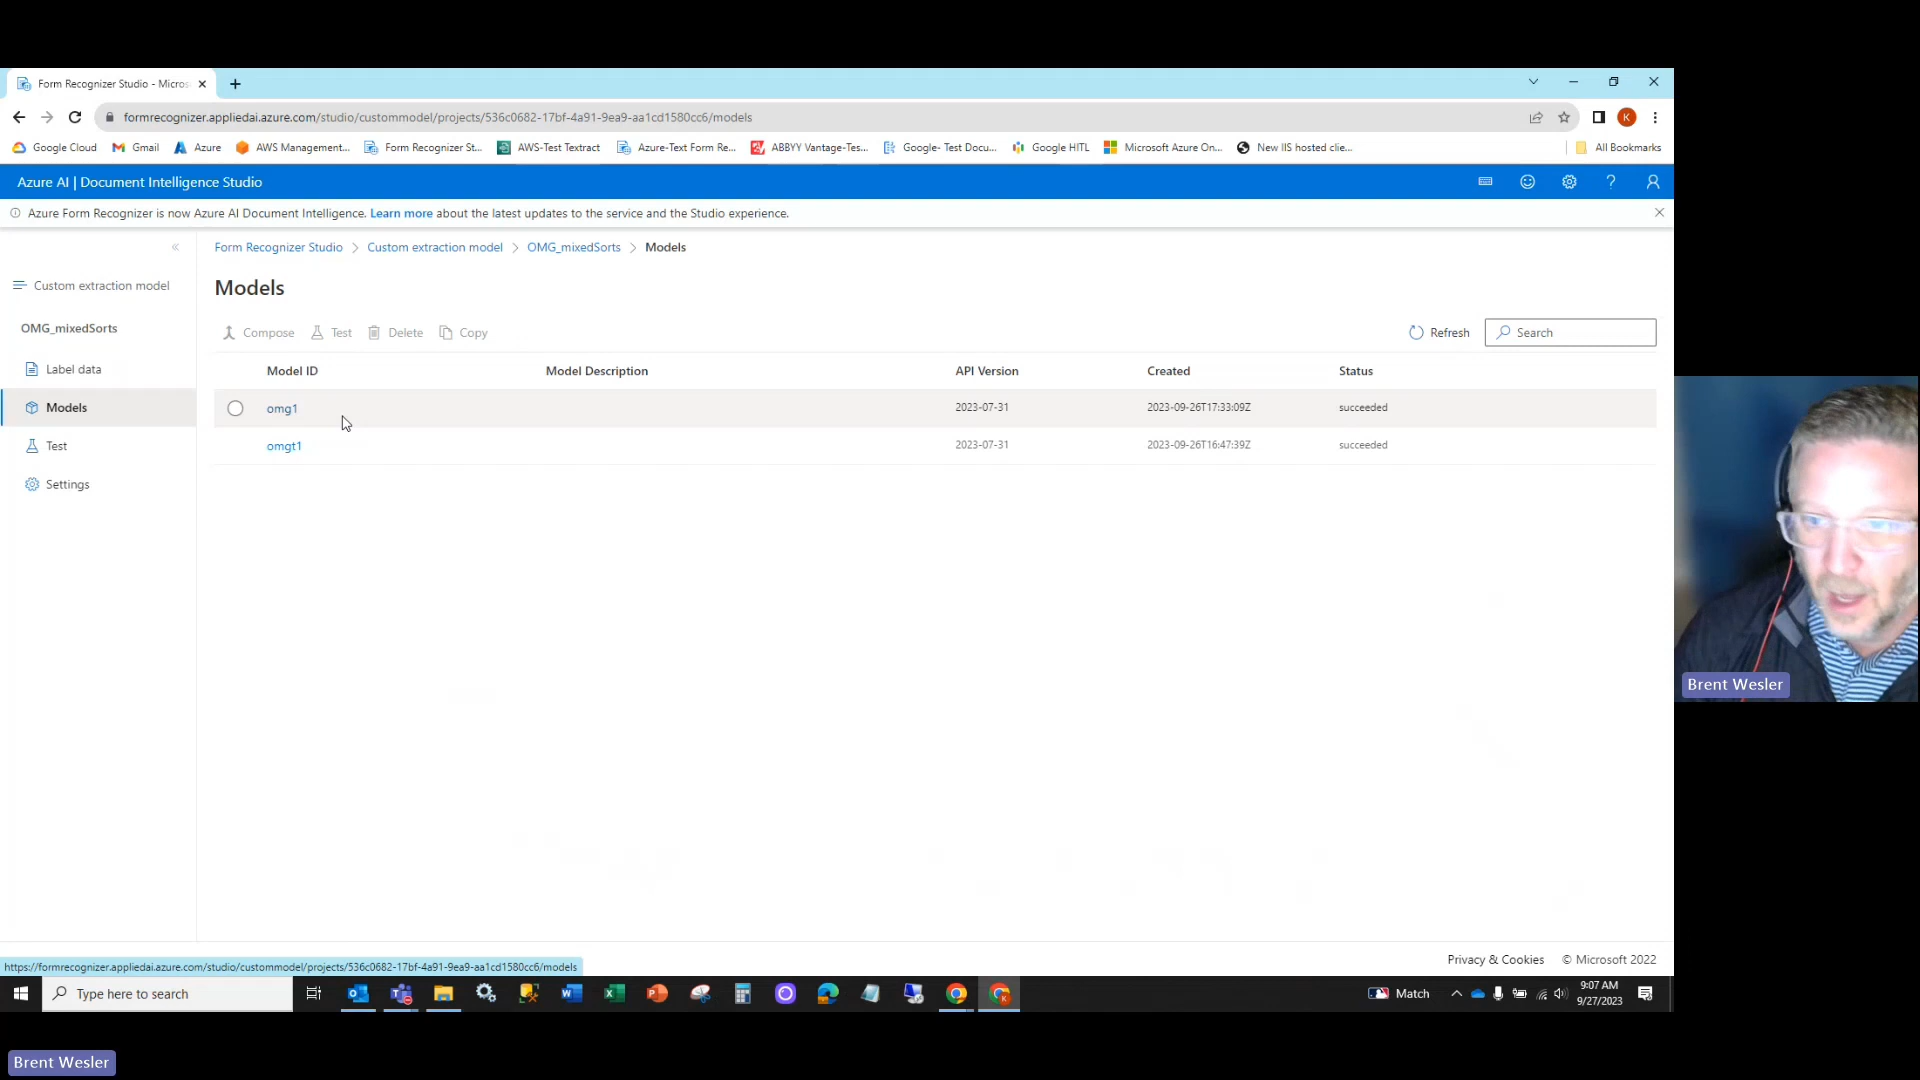 Form Recognizer Studio - Micros
formrecognizer.appliedai.azure.com/studio/custommodel/projects/536c0682-17bf-4a91-9ea9-aa1cd1580cc6/models
K
Google Cloud
Gmail
Azure
AWS Management...
Form Recognizer St...
AWS-Test Textract
Azure-Text Form Re...
ABBYY Vantage-Tes...
Google- Test Docu...
Google HITL
Microsoft Azure On...
New IIS hosted clie...
All Bookmarks
Azure AI | Document Intelligence Studio
Azure Form Recognizer is now Azure AI Document Intelligence. Learn more about the latest updates to the service and the Studio experience.
Form Recognizer Studio > Custom extraction model > OMG_mixedSorts > Models
Custom extraction model
OMG_mixedSorts
Label data
Models
Test
Settings
Models
Compose Test Delete Copy
Refresh Search
Model ID Model Description API Version Created Status
omg1 2023-07-31 2023-09-26T17:33:09Z succeeded
omgt1 2023-07-31 2023-09-26T16:47:39Z succeeded
Brent Wesler
Privacy & Cookies © Microsoft 2022
https://formrecognizer.appliedai.azure.com/studio/custommodel/projects/536c0682-17bf-4a91-9ea9-aa1cd1580cc6/models
Type here to search
Match
9:07 AM
9/27/2023
Brent Wesler